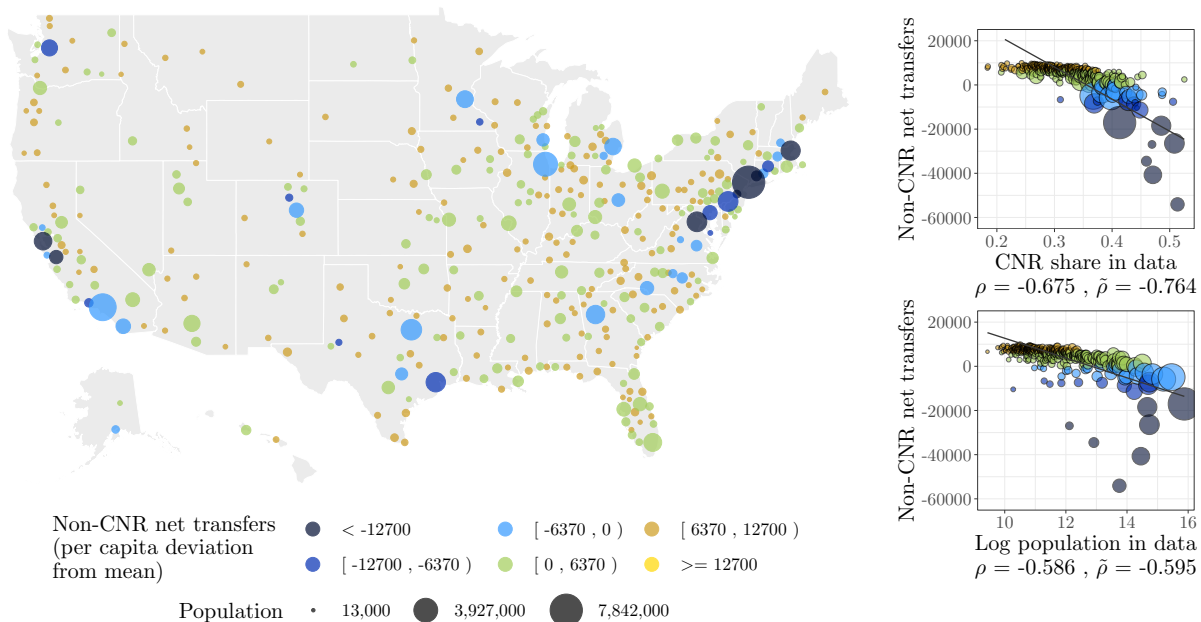 Non-CNR net transfers
20000
0
-20000
-40000
-60000
0.2 0.3 0.4 0.5
CNR share in data
ρ = -0.675 , ρ̃ = -0.764
Non-CNR net transfers
20000
0
-20000
-40000
-60000
10 12 14 16
Log population in data
ρ = -0.586 , ρ̃ = -0.595
Non-CNR net transfers
(per capita deviation
from mean)
< -12700 [ -6370 , 0 ) [ 6370 , 12700 )
[ -12700 , -6370 ) [ 0 , 6370 ) >= 12700
Population 13,000 3,927,000 7,842,000